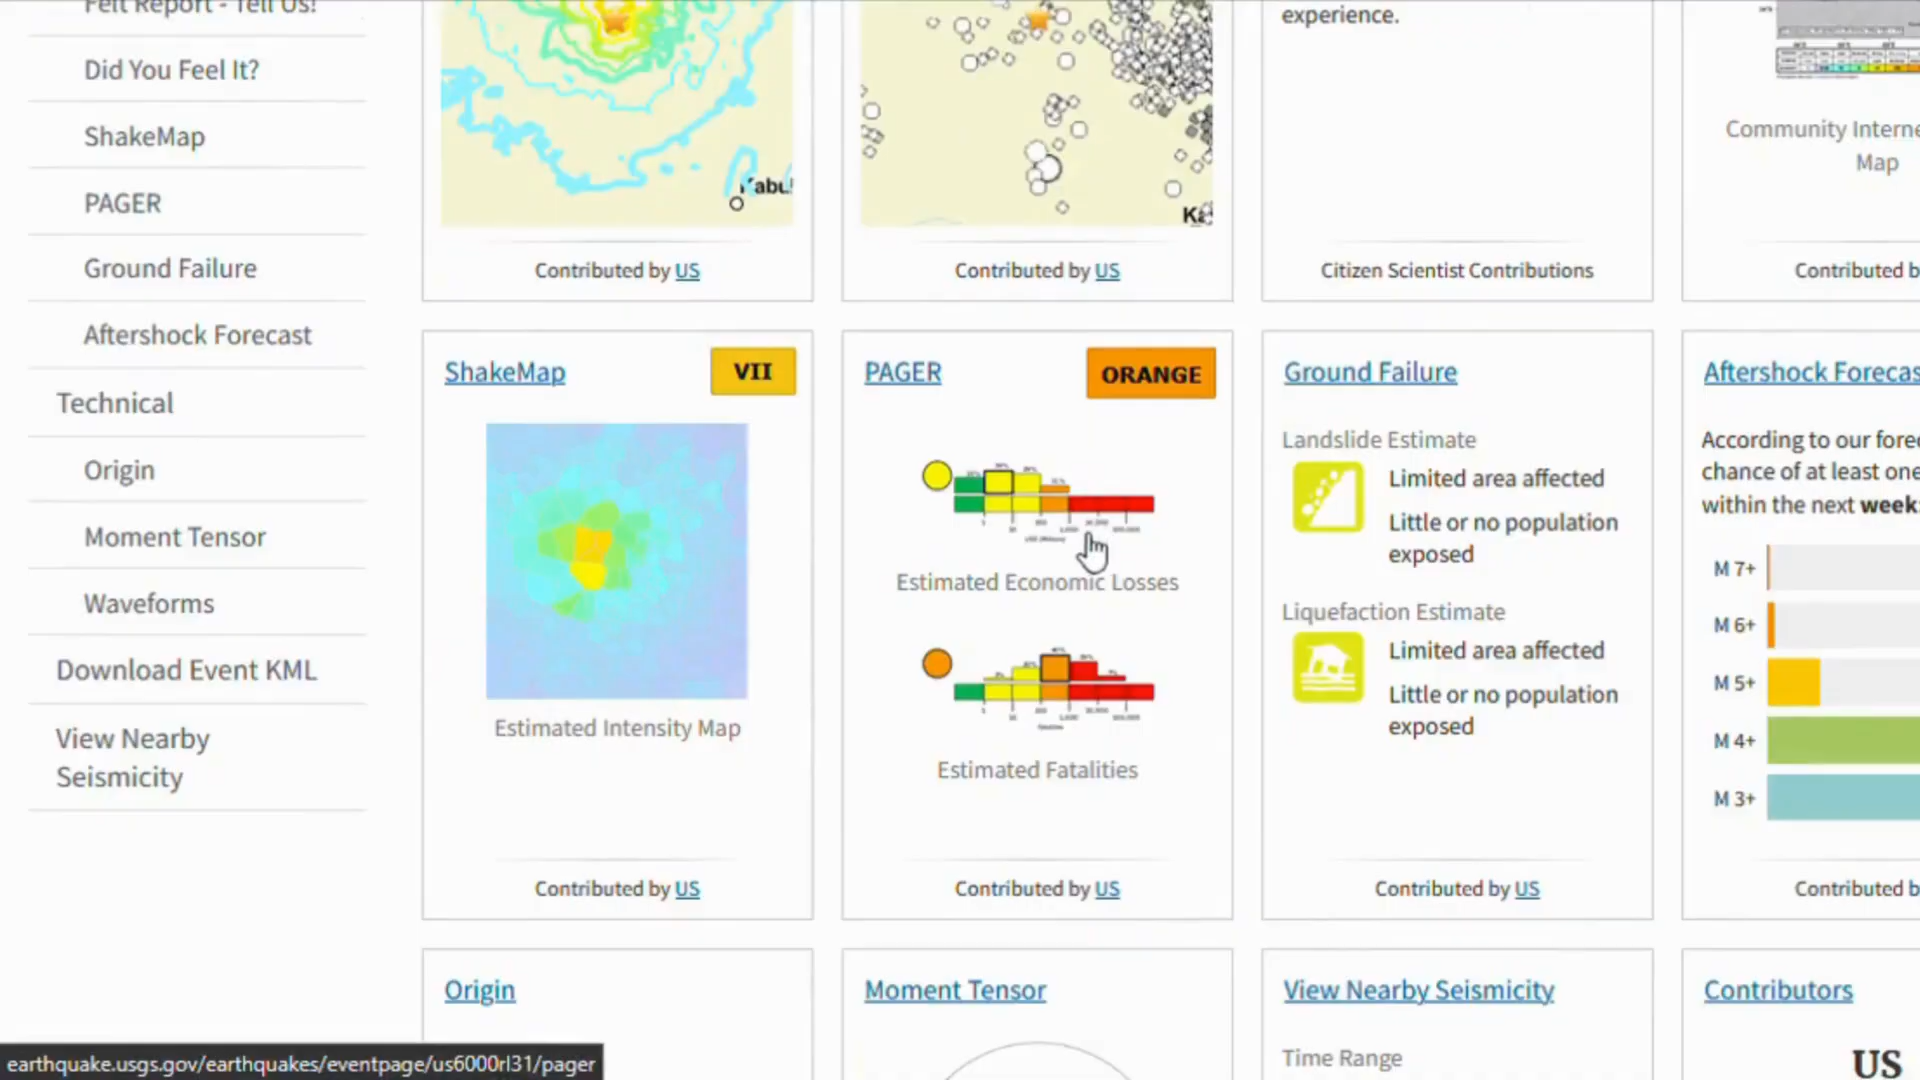 Felt Report - Tell Us!
Did You Feel It?
ShakeMap
PAGER
Ground Failure
Aftershock Forecast
Technical
Origin
Moment Tensor
Waveforms
Download Event KML
View Nearby
Seismicity
Contributed by US
Contributed by US
experience.
Citizen Scientist Contributions
Community Interne
Map
Contributed b
ShakeMap
VII
Estimated Intensity Map
Contributed by US
PAGER
ORANGE
Estimated Economic Losses
Estimated Fatalities
Contributed by US
Ground Failure
Landslide Estimate
Limited area affected
Little or no population
exposed
Liquefaction Estimate
Limited area affected
Little or no population
exposed
Contributed by US
Aftershock Forecas
According to our fore
chance of at least one
within the next week
M 7+
M 6+
M 5+
M 4+
M 3+
Contributed b
Origin
Moment Tensor
View Nearby Seismicity
Time Range
Contributors
US
earthquake.usgs.gov/earthquakes/eventpage/us6000rl31/pager